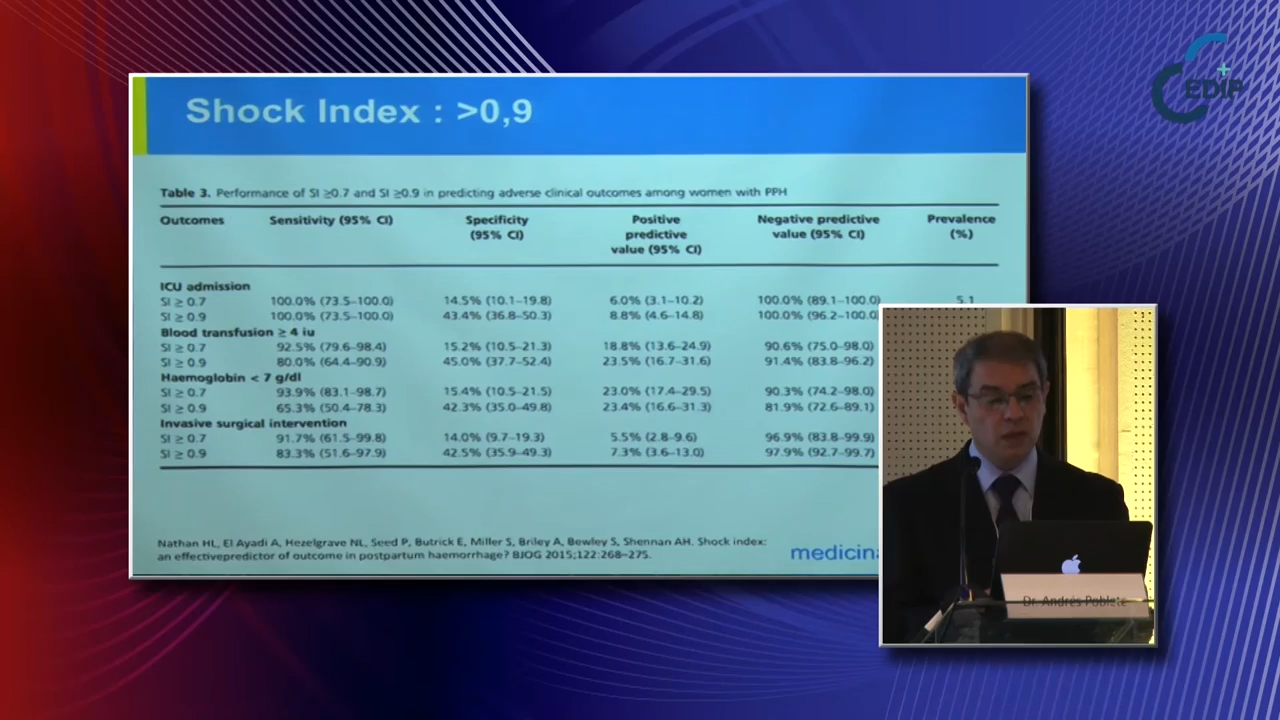 EDIP
Shock Index : >0,9
Table 3. Performance of SI ≥0.7 and SI ≥0.9 in predicting adverse clinical outcomes among women with PPH
Outcomes Sensitivity (95% CI) Specificity (95% CI) Positive predictive value (95% CI) Negative predictive value (95% CI) Prevalence (%)
ICU admission
SI ≥ 0.7 100.0% (73.5–100.0) 14.5% (10.1–19.8) 6.0% (3.1–10.2) 100.0% (89.1–100.0) 5.1
SI ≥ 0.9 100.0% (73.5–100.0) 43.4% (36.8–50.3) 8.8% (4.6–14.8) 100.0% (96.2–100.0)
Blood transfusion ≥ 4 iu
SI ≥ 0.7 92.5% (79.6–98.4) 15.2% (10.5–21.3) 18.8% (13.6–24.9) 90.6% (75.0–98.0)
SI ≥ 0.9 80.0% (64.4–90.9) 45.0% (37.7–52.4) 23.5% (16.7–31.6) 91.4% (83.8–96.2)
Haemoglobin < 7 g/dl
SI ≥ 0.7 93.9% (83.1–98.7) 15.4% (10.5–21.5) 23.0% (17.4–29.5) 90.3% (74.2–98.0)
SI ≥ 0.9 65.3% (50.4–78.3) 42.3% (35.0–49.8) 23.4% (16.6–31.3) 81.9% (72.6–89.1)
Invasive surgical intervention
SI ≥ 0.7 91.7% (61.5–99.8) 14.0% (9.7–19.3) 5.5% (2.8–9.6) 96.9% (83.8–99.9)
SI ≥ 0.9 83.3% (51.6–97.9) 42.5% (35.9–49.3) 7.3% (3.6–13.0) 97.9% (92.7–99.7)
Nathan HL, El Ayadi A, Hezelgrave NL, Seed P, Butrick E, Miller S, Briley A, Bewley S, Shennan AH. Shock index:
an effectivepredictor of outcome in postpartum haemorrhage? BJOG 2015;122:268–275.
medicina
Dr. Andrés Poblete